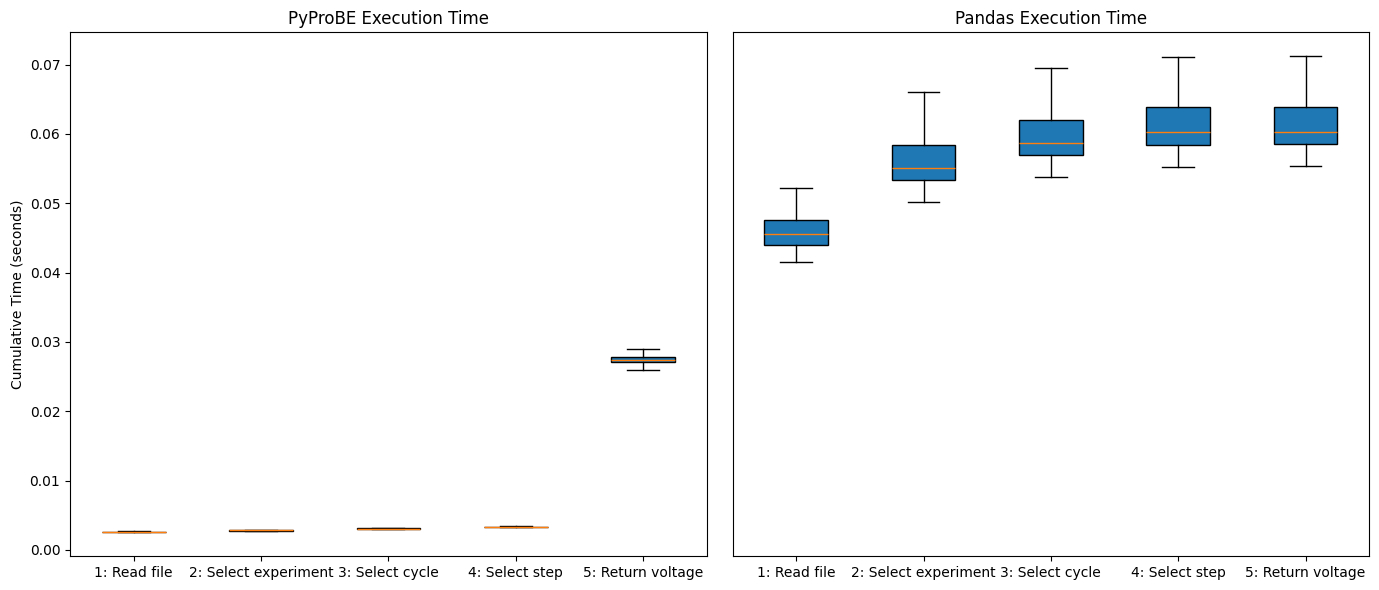 PyProBE Execution Time
Pandas Execution Time
Cumulative Time (seconds)
0.07
0.06
0.05
0.04
0.03
0.02
0.01
0.00
1: Read file
2: Select experiment
3: Select cycle
4: Select step
5: Return voltage
1: Read file
2: Select experiment
3: Select cycle
4: Select step
5: Return voltage